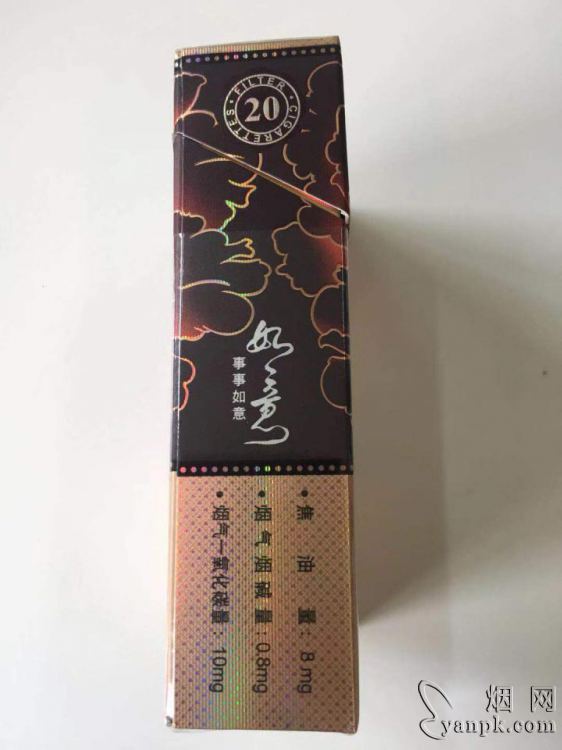 FILTER · CIGARETTES ·
20
如意
事事如意
• 焦油量：8mg
• 烟气烟碱量：0.8mg
• 烟气一氧化碳量：10mg
烟网
yanpk.com